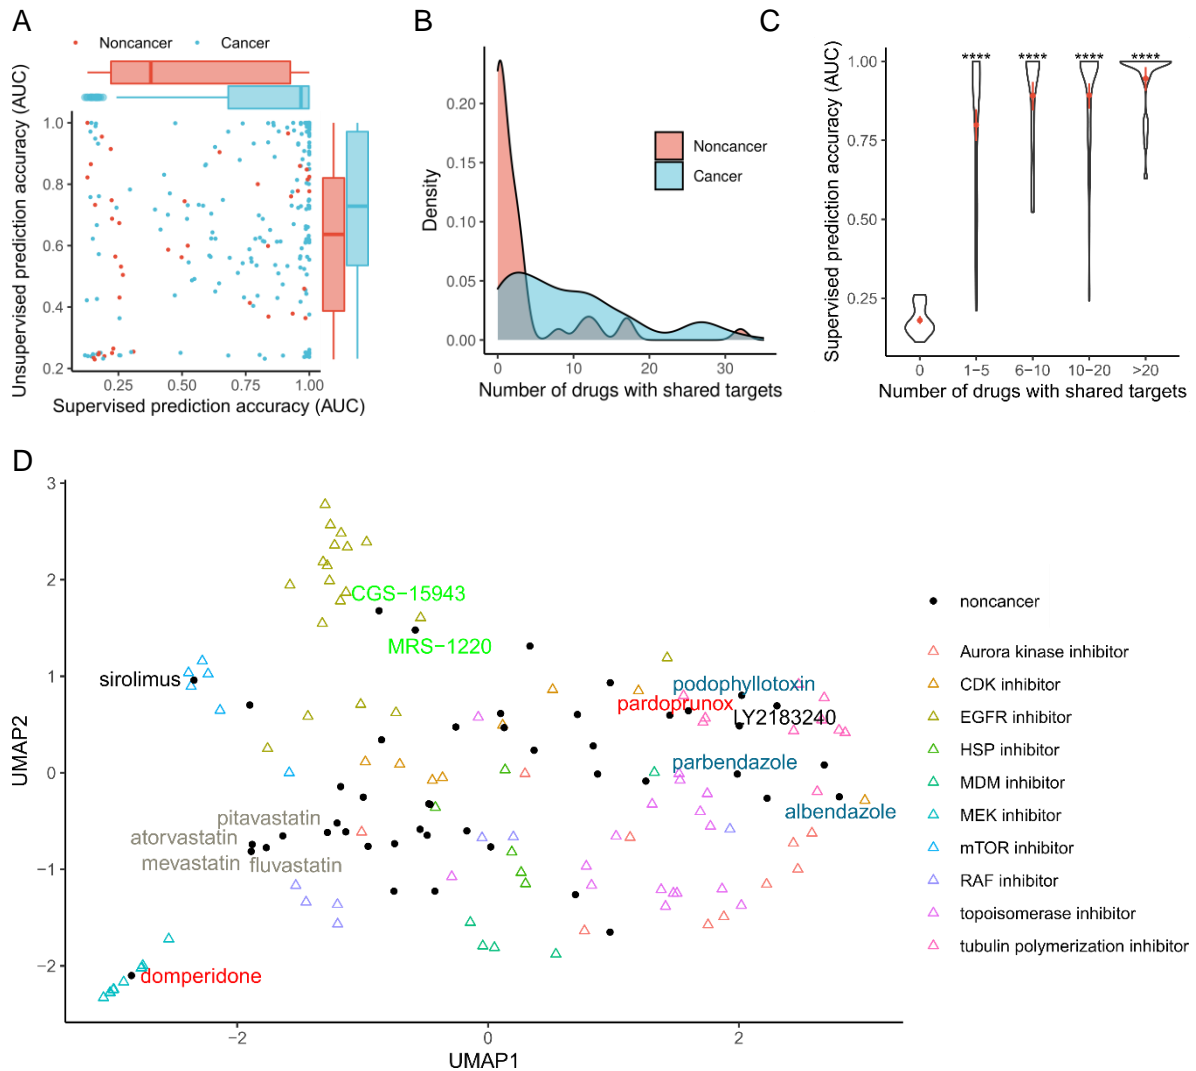 A
Noncancer
Cancer
Unsupervised prediction accuracy (AUC)
1.0
0.8
0.6
0.4
0.2
0.25
0.50
0.75
1.00
Supervised prediction accuracy (AUC)
B
Density
0.20
0.15
0.10
0.05
0.00
Noncancer
Cancer
0
10
20
30
Number of drugs with shared targets
C
Supervised prediction accuracy (AUC)
**** **** **** ****
1.00
0.75
0.50
0.25
0
1−5
6−10
10−20
>20
Number of drugs with shared targets
D
UMAP2
3
2
1
0
−1
−2
CGS−15943
MRS−1220
sirolimus
podophyllotoxin
pardoprunox
LY2183240
parbendazole
albendazole
pitavastatin
atorvastatin
mevastatin
fluvastatin
domperidone
−2
0
2
UMAP1
noncancer
Aurora kinase inhibitor
CDK inhibitor
EGFR inhibitor
HSP inhibitor
MDM inhibitor
MEK inhibitor
mTOR inhibitor
RAF inhibitor
topoisomerase inhibitor
tubulin polymerization inhibitor